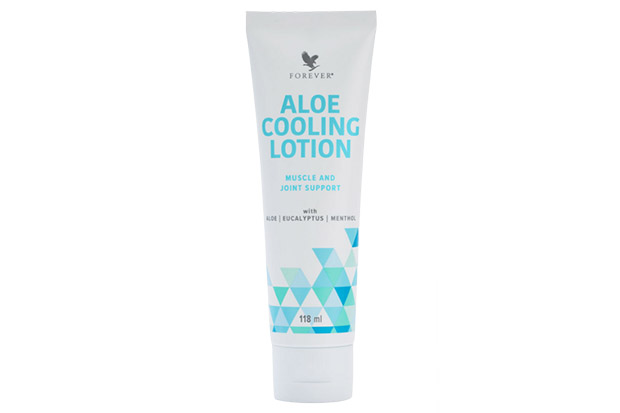 FOREVER®
ALOE
COOLING
LOTION
MUSCLE AND
JOINT SUPPORT
with
ALOE | EUCALYPTUS | MENTHOL
118 ml